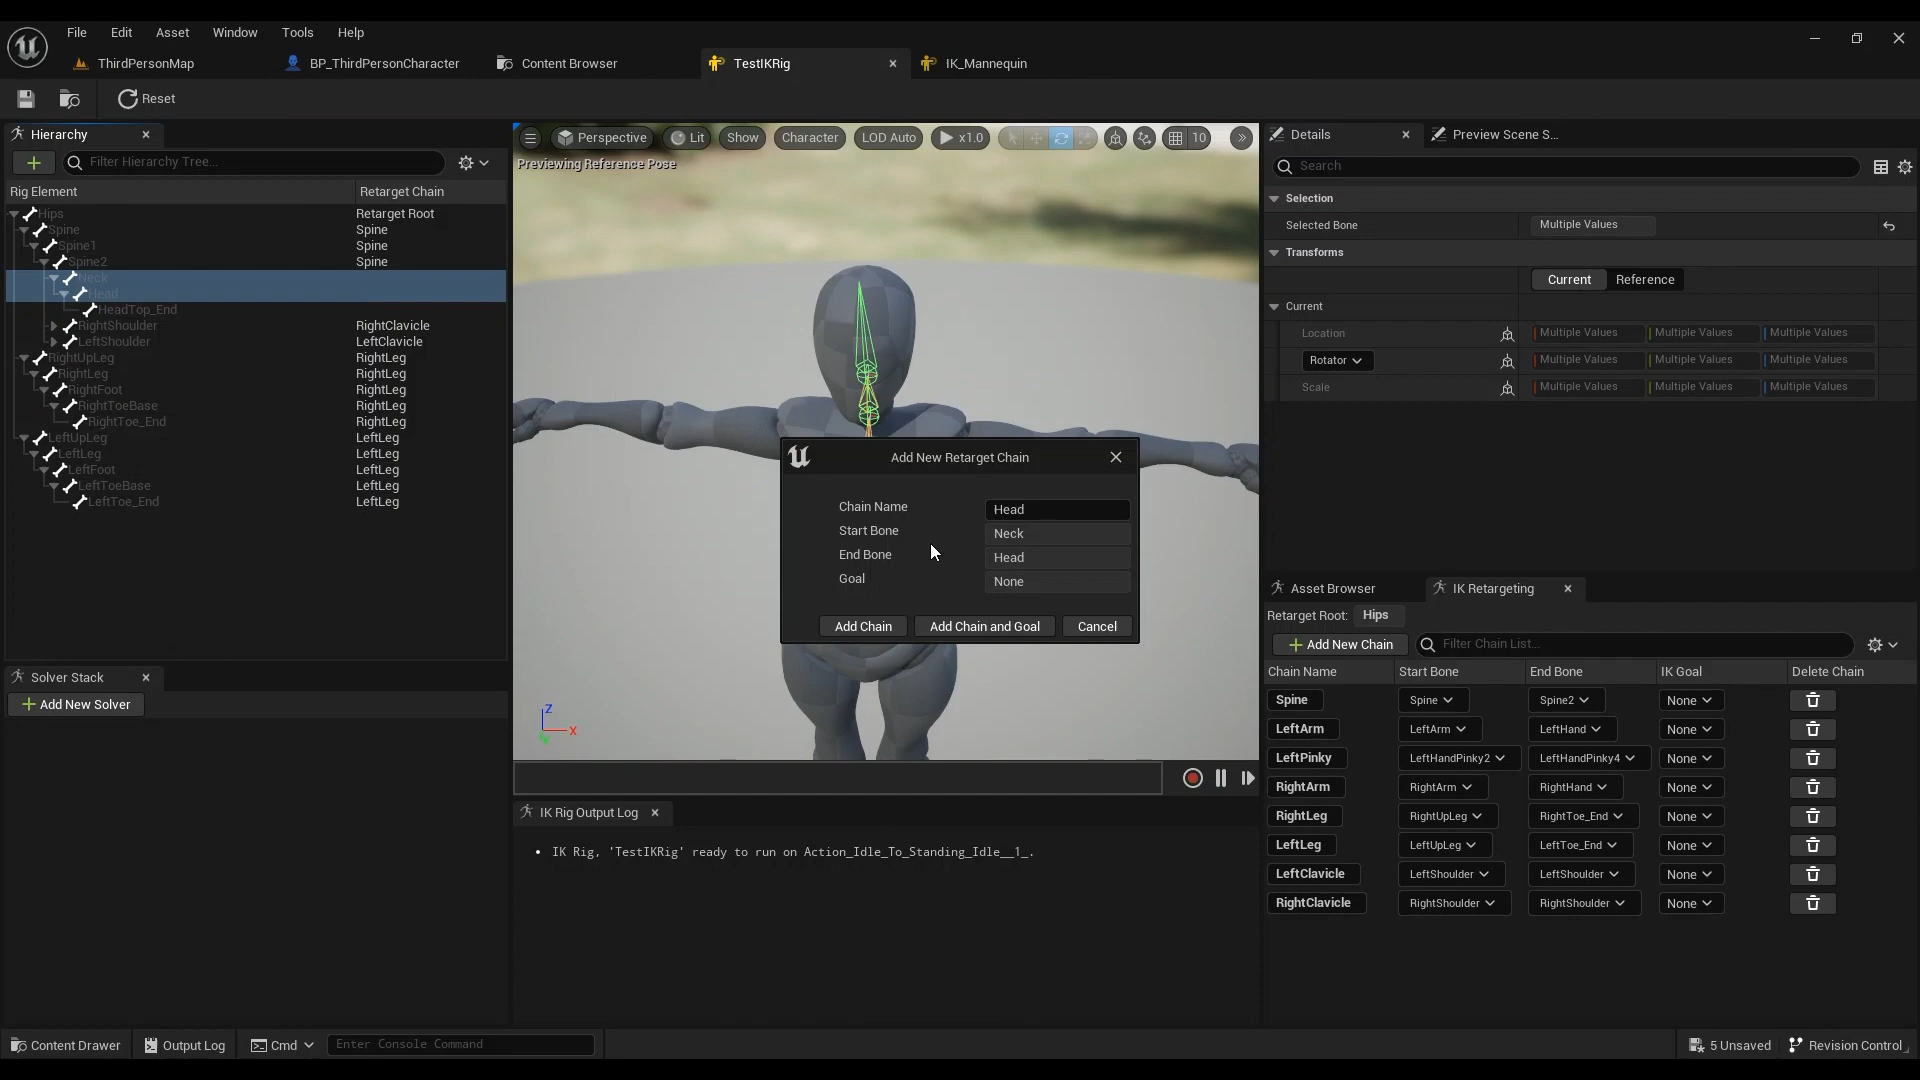 File Edit Asset Window Tools Help
ThirdPersonMap BP_ThirdPersonCharacter Content Browser TestIKRig IK_Mannequin
Reset
Hierarchy
Filter Hierarchy Tree...
Rig Element Retarget Chain
Hips Retarget Root
Spine Spine
Spine1 Spine
Spine2 Spine
Neck
Head
HeadTop_End
RightShoulder RightClavicle
LeftShoulder LeftClavicle
RightUpLeg RightLeg
RightLeg RightLeg
RightFoot RightLeg
RightToeBase RightLeg
RightToe_End RightLeg
LeftUpLeg LeftLeg
LeftLeg LeftLeg
LeftFoot LeftLeg
LeftToeBase LeftLeg
LeftToe_End LeftLeg
Solver Stack
Add New Solver
Perspective Lit Show Character LOD Auto x1.0 10
Previewing Reference Pose
Z
X
Y
Add New Retarget Chain
Chain Name Head
Start Bone Neck
End Bone Head
Goal None
Add Chain Add Chain and Goal Cancel
IK Rig Output Log
• IK Rig, 'TestIKRig' ready to run on Action_Idle_To_Standing_Idle__1_.
Details Preview Scene S...
Search
Selection
Selected Bone Multiple Values
Transforms
Current Reference
Current
Location Multiple Values Multiple Values Multiple Values
Rotator Multiple Values Multiple Values Multiple Values
Scale Multiple Values Multiple Values Multiple Values
Asset Browser IK Retargeting
Retarget Root: Hips
Add New Chain Filter Chain List...
Chain Name Start Bone End Bone IK Goal Delete Chain
Spine Spine Spine2 None
LeftArm LeftArm LeftHand None
LeftPinky LeftHandPinky2 LeftHandPinky4 None
RightArm RightArm RightHand None
RightLeg RightUpLeg RightToe_End None
LeftLeg LeftUpLeg LeftToe_End None
LeftClavicle LeftShoulder LeftShoulder None
RightClavicle RightShoulder RightShoulder None
Content Drawer Output Log Cmd Enter Console Command 5 Unsaved Revision Control